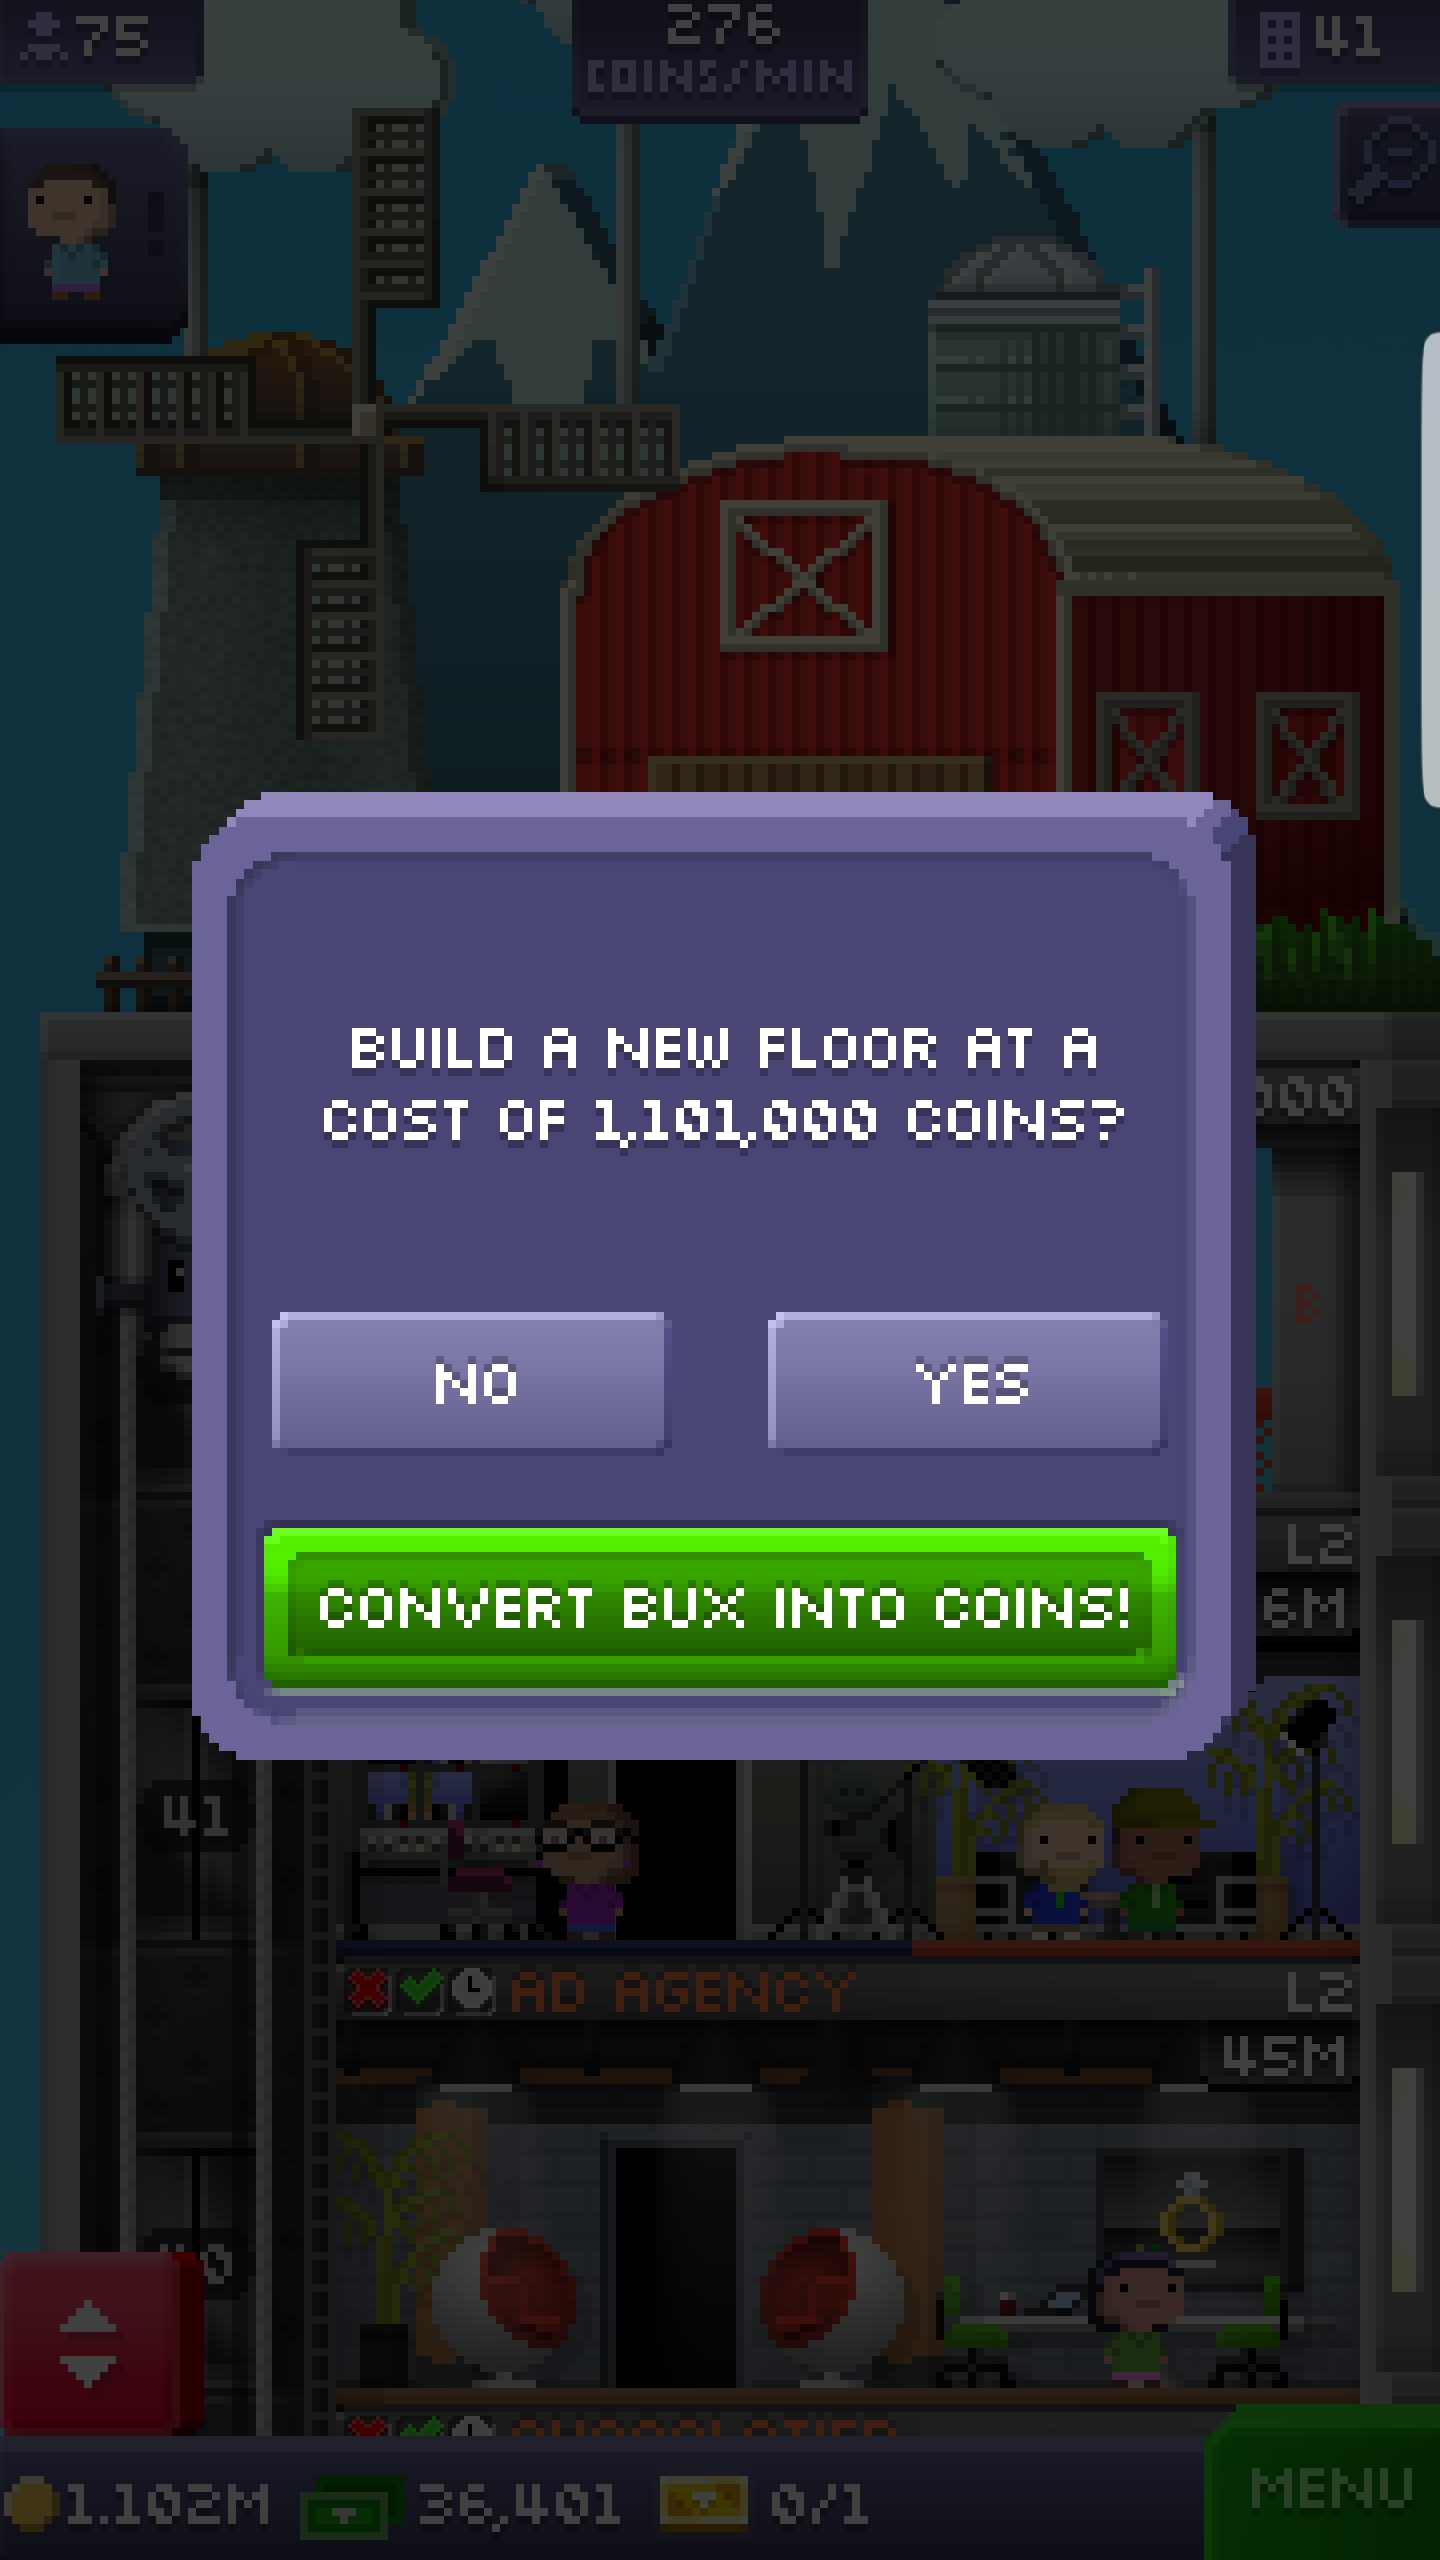 75
276
COINS/MIN
41
BUILD A NEW FLOOR AT A
COST OF 1,101,000 COINS?
NO
YES
B
L2
6M
CONVERT BUX INTO COINS!
41
AD AGENCY
L2
45M
1.102M
36,401
0/1
MENU